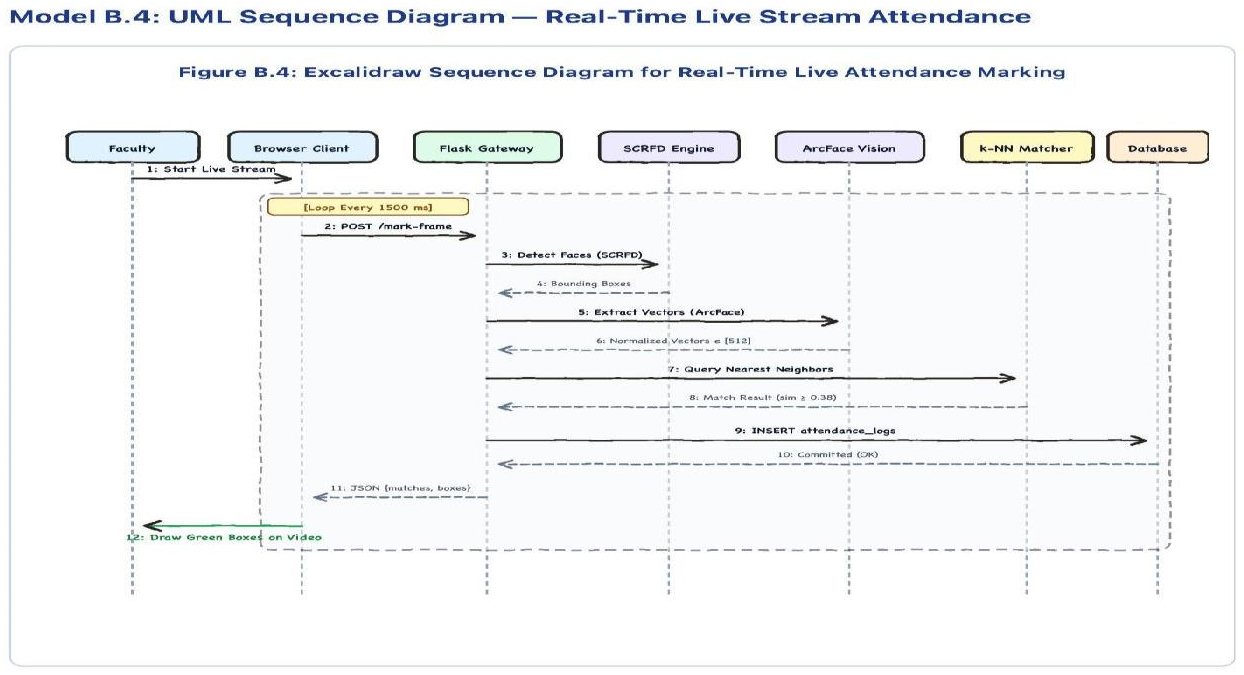 Model B.4: UML Sequence Diagram — Real-Time Live Stream Attendance
Figure B.4: Excalidraw Sequence Diagram for Real-Time Live Attendance Marking
Faculty
Browser Client
Flask Gateway
SCRFD Engine
ArcFace Vision
k-NN Matcher
Database
1: Start Live Stream
[Loop Every 1500 ms]
2: POST /mark-frame
3: Detect Faces (SCRFD)
4: Bounding Boxes
5: Extract Vectors (ArcFace)
6: Normalized Vectors e [512]
7: Query Nearest Neighbors
8: Match Result (sim ≥ 0.38)
9: INSERT attendance_logs
10: Committed (OK)
11: JSON {matches, boxes}
12: Draw Green Boxes on Video